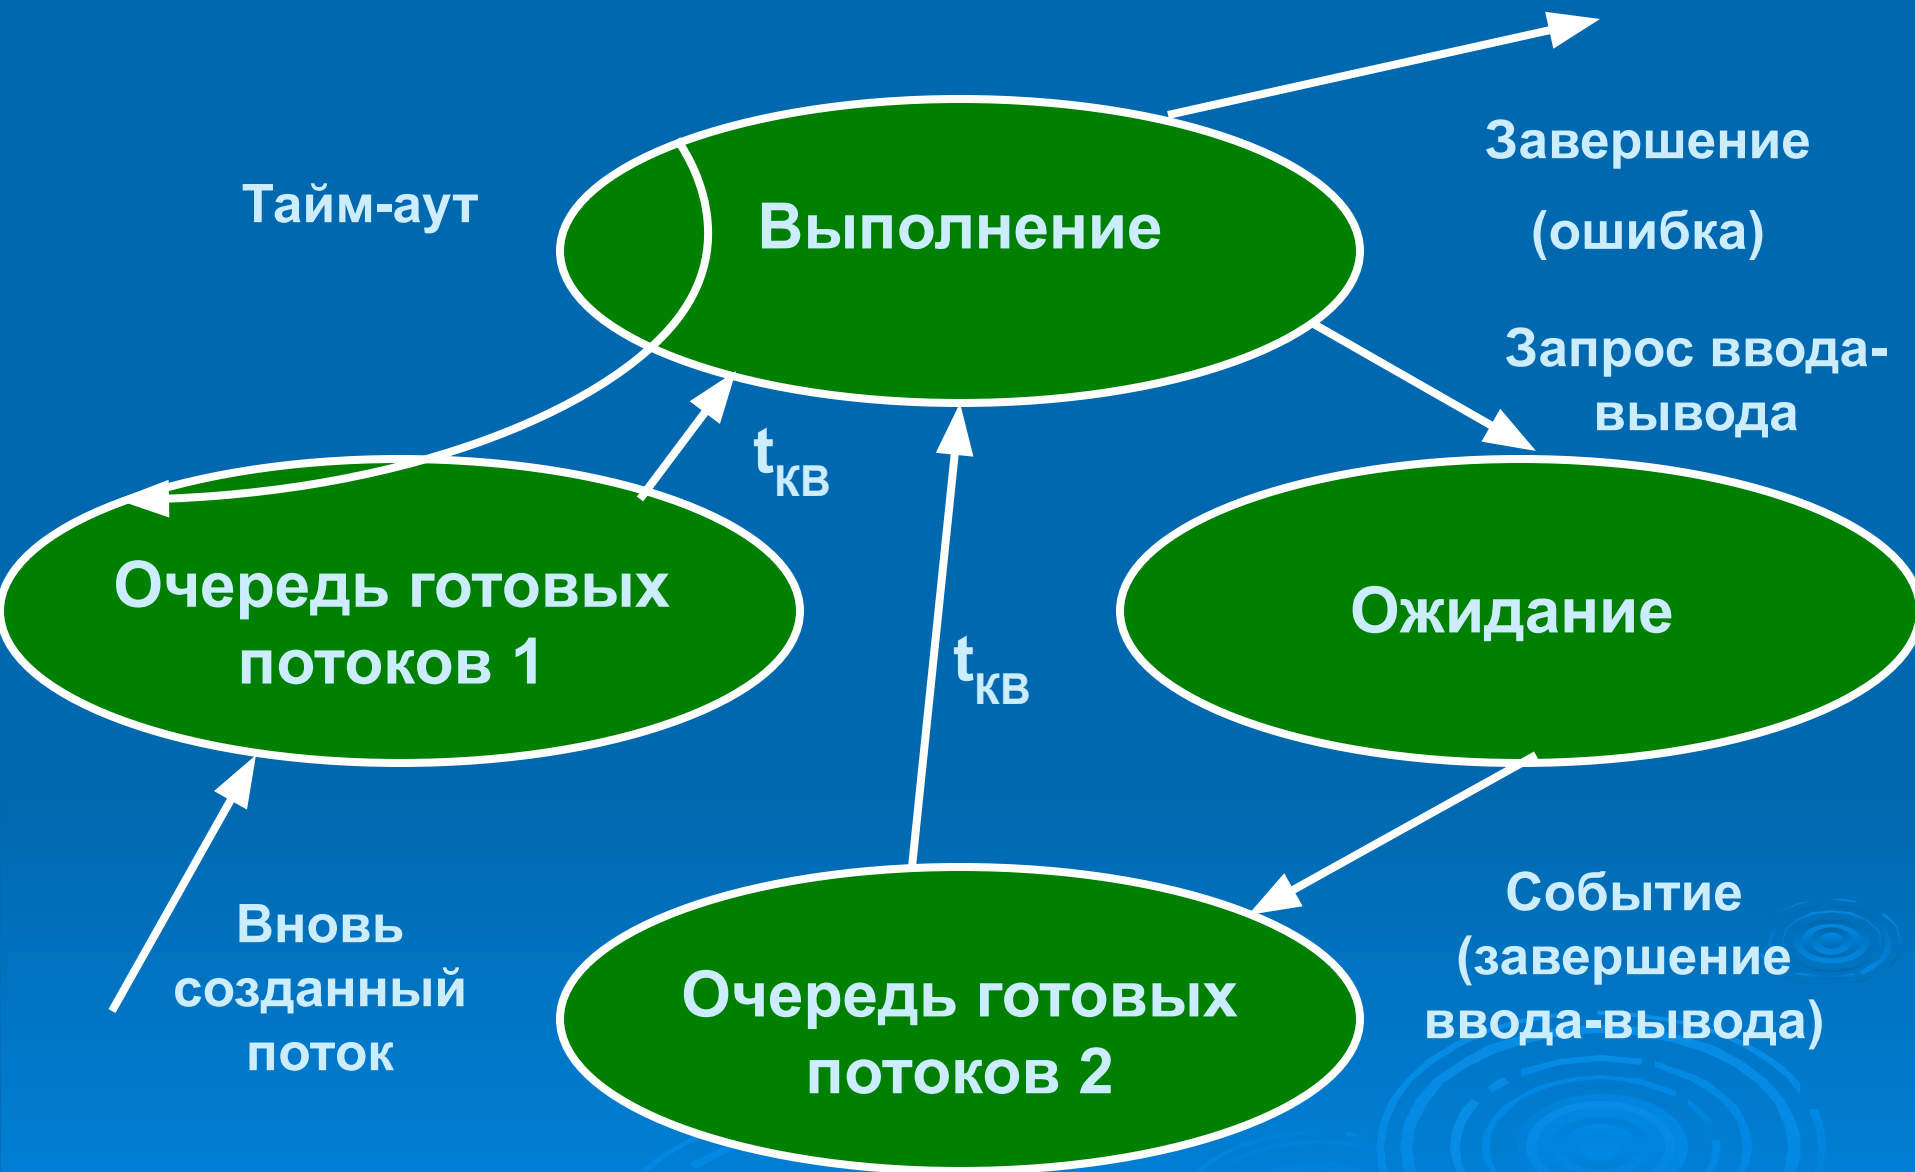 Тайм-аут
Выполнение
Завершение
(ошибка)
Запрос ввода-
вывода
tКВ
Очередь готовых
потоков 1
tКВ
Ожидание
Вновь
созданный
поток
Очередь готовых
потоков 2
Событие
(завершение
ввода-вывода)